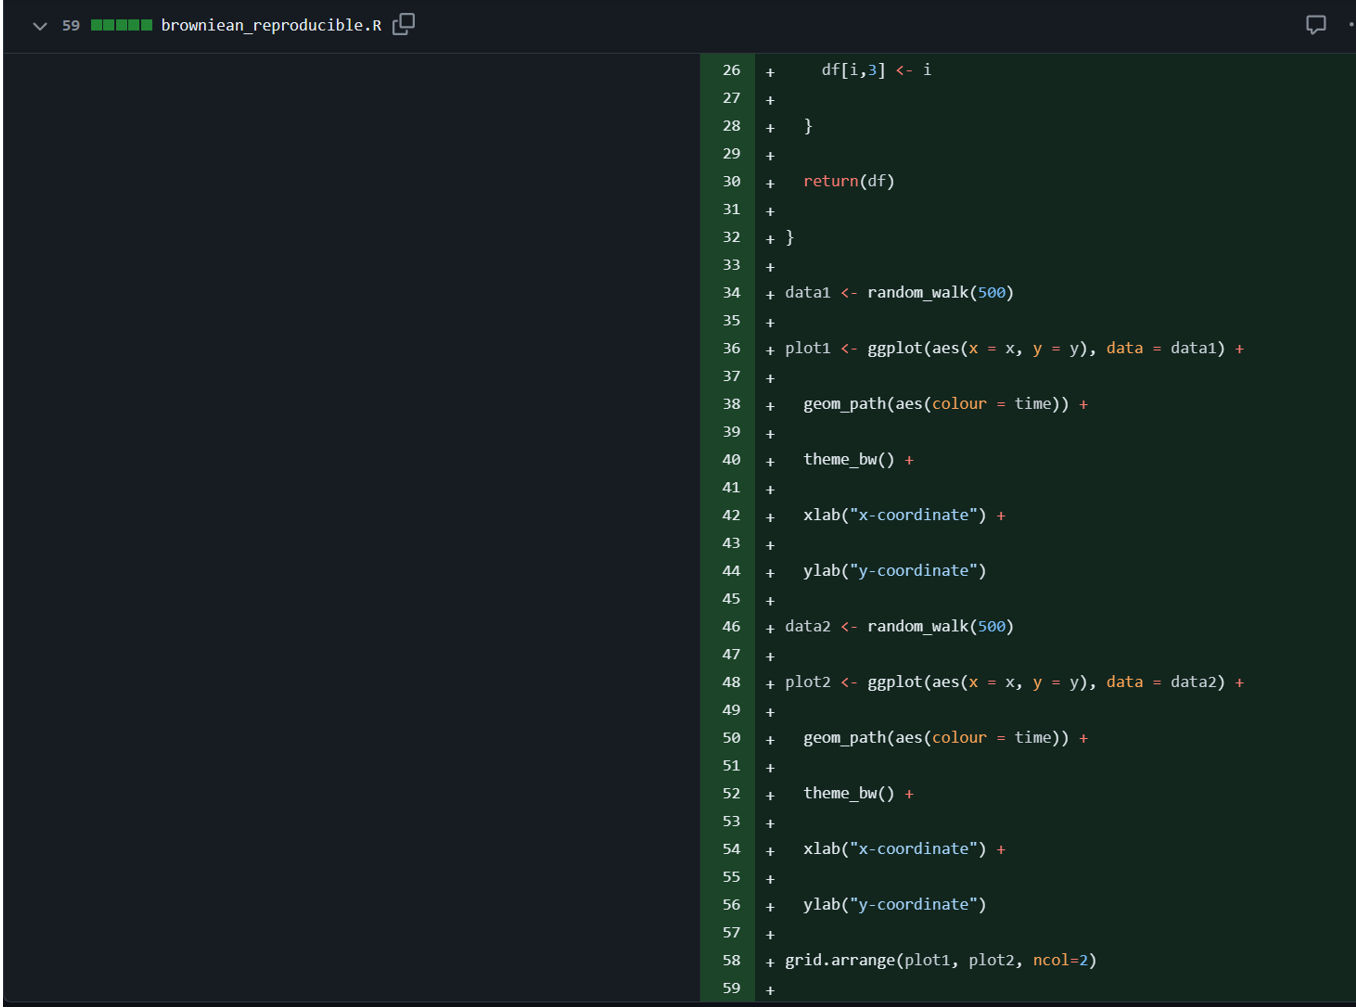 59 browniean_reproducible.R
26 + df[i,3] <- i
27 +
28 + }
29 +
30 + return(df)
31 +
32 + }
33 +
34 + data1 <- random_walk(500)
35 +
36 + plot1 <- ggplot(aes(x = x, y = y), data = data1) +
37 +
38 + geom_path(aes(colour = time)) +
39 +
40 + theme_bw() +
41 +
42 + xlab("x-coordinate") +
43 +
44 + ylab("y-coordinate")
45 +
46 + data2 <- random_walk(500)
47 +
48 + plot2 <- ggplot(aes(x = x, y = y), data = data2) +
49 +
50 + geom_path(aes(colour = time)) +
51 +
52 + theme_bw() +
53 +
54 + xlab("x-coordinate") +
55 +
56 + ylab("y-coordinate")
57 +
58 + grid.arrange(plot1, plot2, ncol=2)
59 +